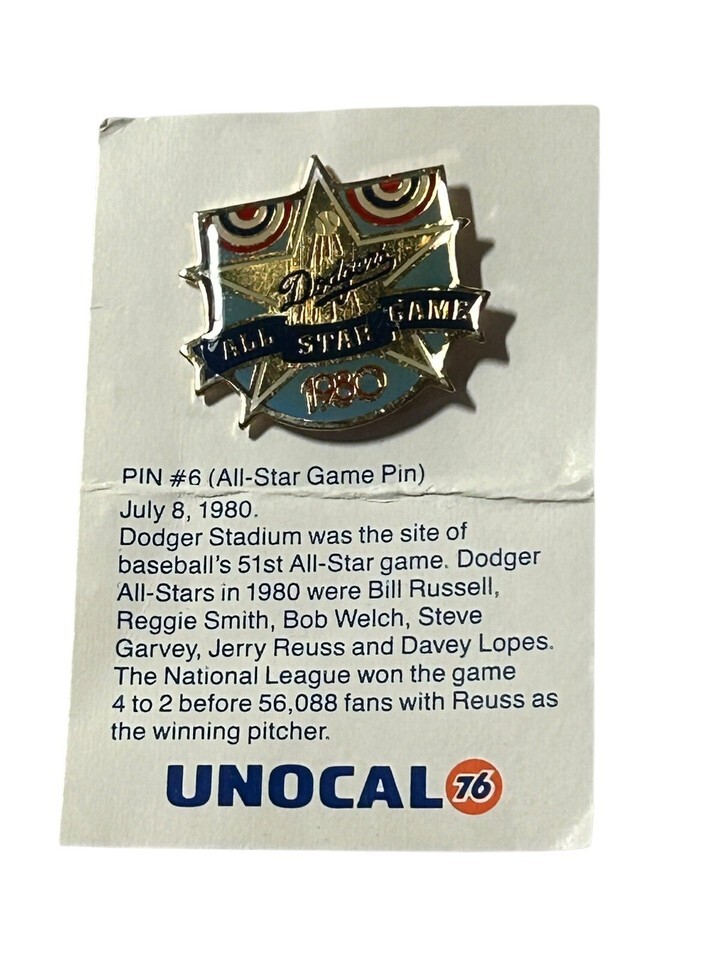 Dodgers
ALL STAR GAME
1980
PIN #6 (All-Star Game Pin)
July 8, 1980.
Dodger Stadium was the site of
baseball's 51st All-Star game. Dodger
All-Stars in 1980 were Bill Russell,
Reggie Smith, Bob Welch, Steve
Garvey, Jerry Reuss and Davey Lopes.
The National League won the game
4 to 2 before 56,088 fans with Reuss as
the winning pitcher.
UNOCAL 76